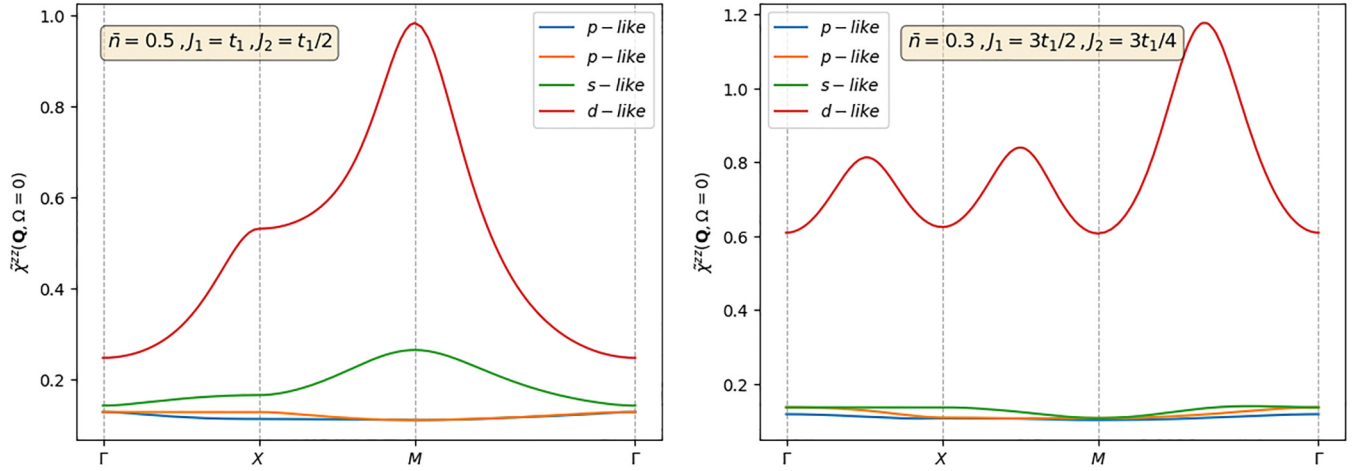 1.0
0.8
0.6
0.4
0.2
χ̃ᶻᶻ(Q, Ω = 0)
n̄ = 0.5 , J₁ = t₁ , J₂ = t₁/2
p − like
p − like
s − like
d − like
Γ
X
M
Γ
1.2
1.0
0.8
0.6
0.4
0.2
χ̃ᶻᶻ(Q, Ω = 0)
p − like
p − like
s − like
d − like
n̄ = 0.3 , J₁ = 3t₁/2 , J₂ = 3t₁/4
Γ
X
M
Γ